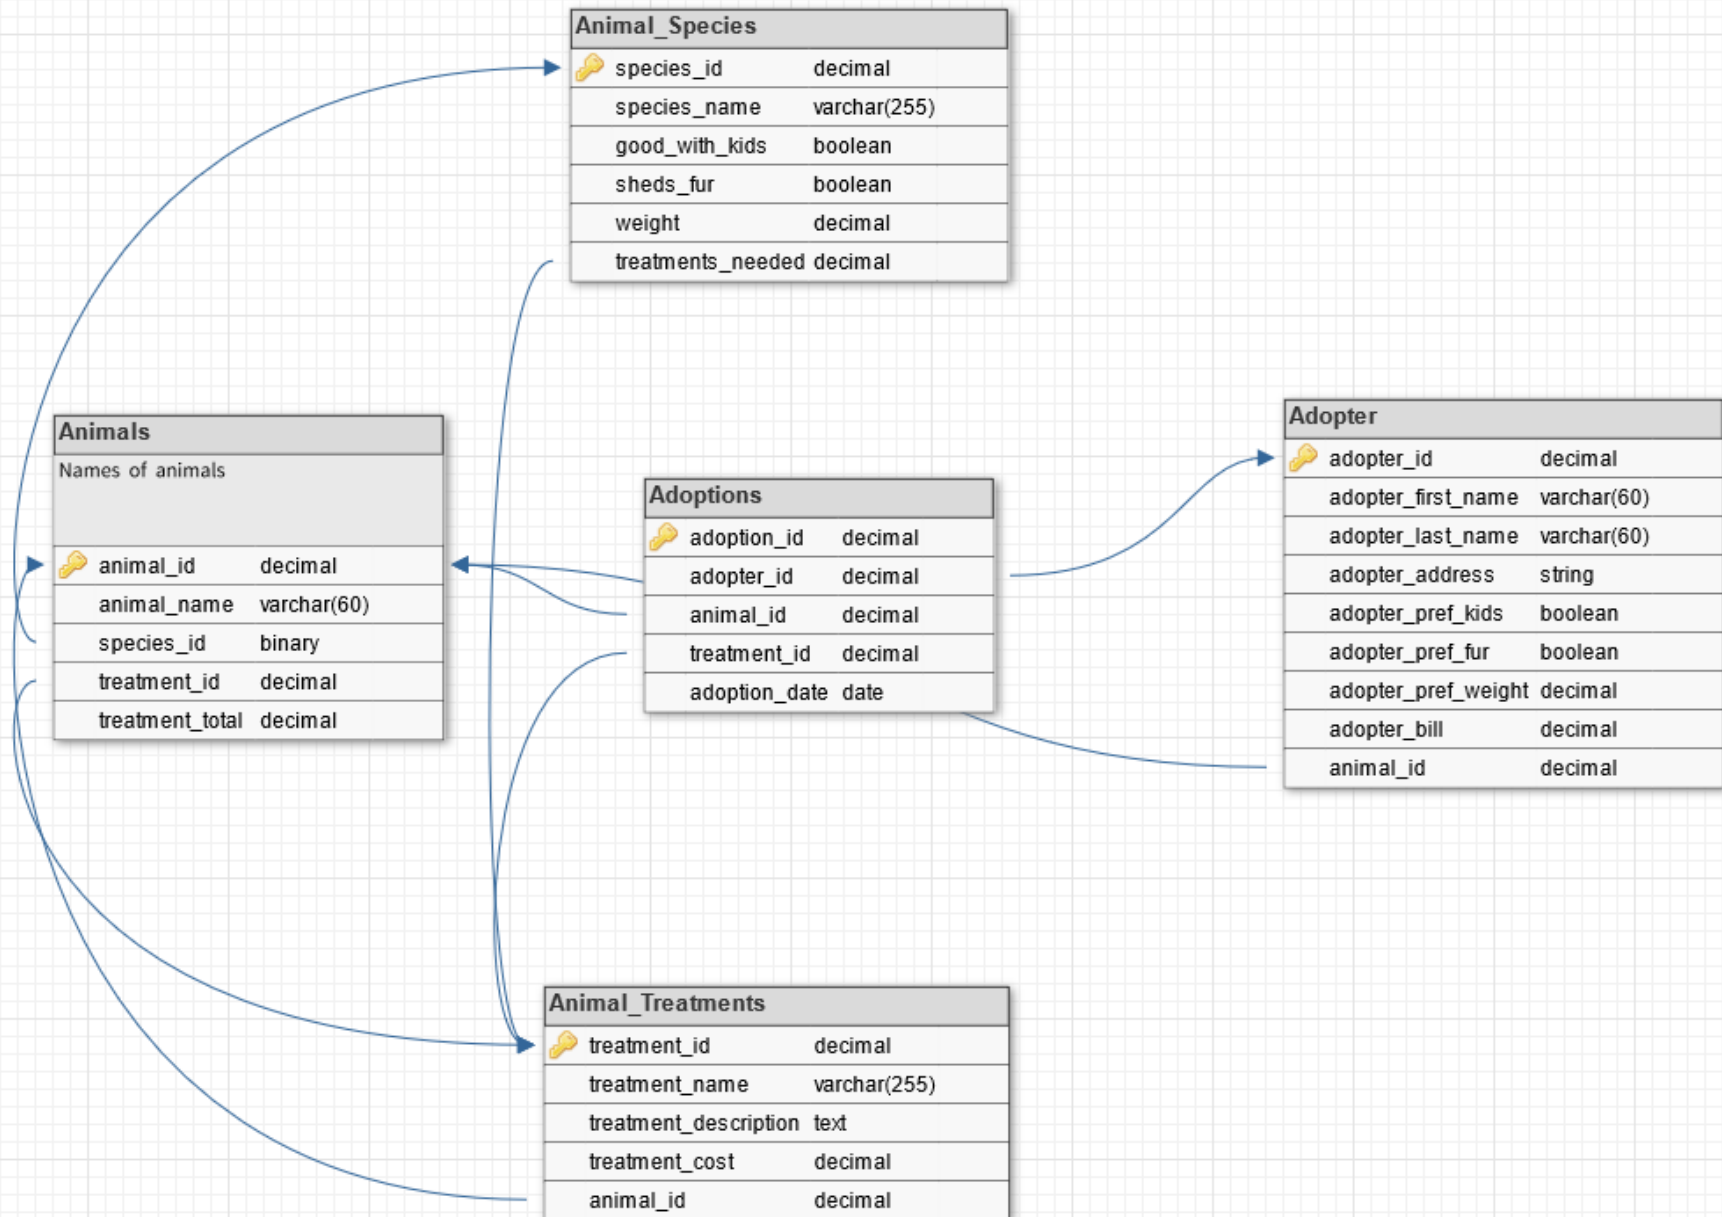 Animal_Species
species_id decimal
species_name varchar(255)
good_with_kids boolean
sheds_fur boolean
weight decimal
treatments_needed decimal
Animals
Names of animals
animal_id decimal
animal_name varchar(60)
species_id binary
treatment_id decimal
treatment_total decimal
Adoptions
adoption_id decimal
adopter_id decimal
animal_id decimal
treatment_id decimal
adoption_date date
Adopter
adopter_id decimal
adopter_first_name varchar(60)
adopter_last_name varchar(60)
adopter_address string
adopter_pref_kids boolean
adopter_pref_fur boolean
adopter_pref_weight decimal
adopter_bill decimal
animal_id decimal
Animal_Treatments
treatment_id decimal
treatment_name varchar(255)
treatment_description text
treatment_cost decimal
animal_id decimal